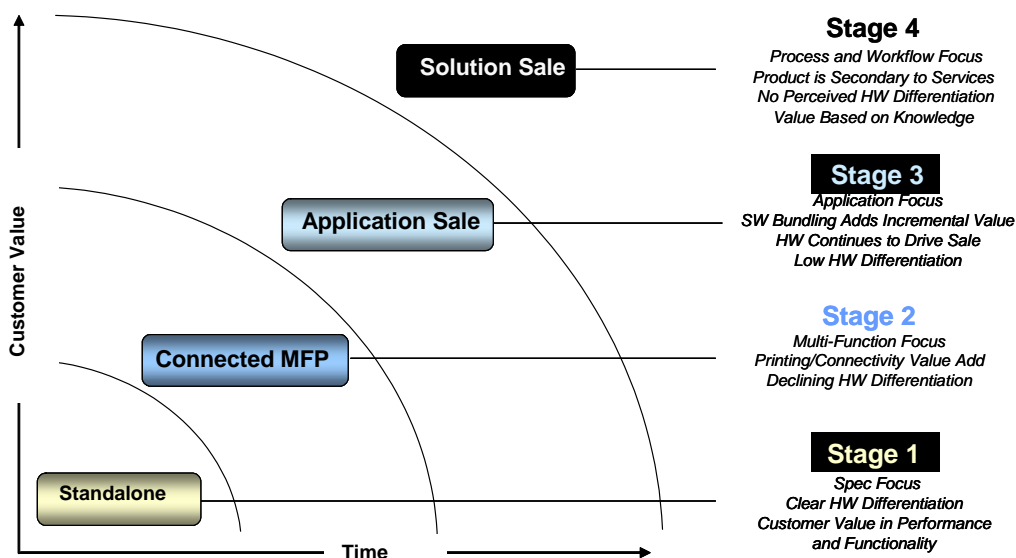 Solution Sale
Application Sale
Connected MFP
Standalone
Customer Value
Time
Stage 4
Process and Workflow Focus
Product is Secondary to Services
No Perceived HW Differentiation
Value Based on Knowledge
Stage 3
Application Focus
SW Bundling Adds Incremental Value
HW Continues to Drive Sale
Low HW Differentiation
Stage 2
Multi-Function Focus
Printing/Connectivity Value Add
Declining HW Differentiation
Stage 1
Spec Focus
Clear HW Differentiation
Customer Value in Performance
and Functionality